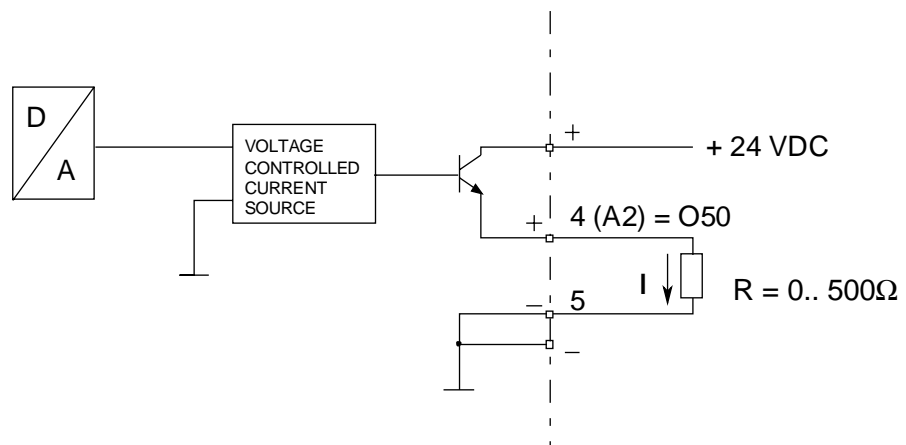 D
A
VOLTAGE
CONTROLLED
CURRENT
SOURCE
+
+ 24 VDC
+
4 (A2) = O50
I
R = 0.. 500Ω
–
5
–